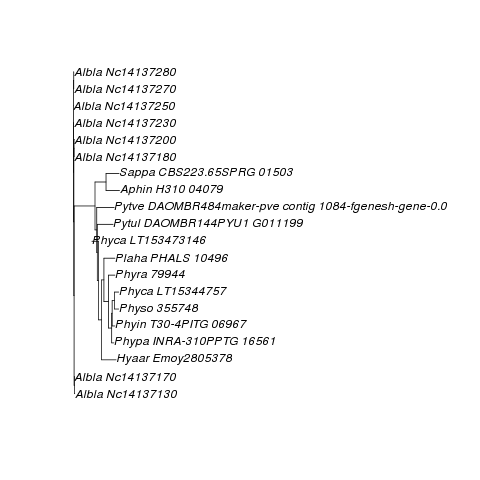 Albla Nc14137280
Albla Nc14137270
Albla Nc14137250
Albla Nc14137230
Albla Nc14137200
Albla Nc14137180
Sappa CBS223.65SPRG 01503
Aphin H310 04079
Pytve DAOMBR484maker-pve contig 1084-fgenesh-gene-0.0
Pytul DAOMBR144PYU1 G011199
Phyca LT153473146
Plaha PHALS 10496
Phyra 79944
Phyca LT15344757
Physo 355748
Phyin T30-4PITG 06967
Phypa INRA-310PPTG 16561
Hyaar Emoy2805378
Albla Nc14137170
Albla Nc14137130